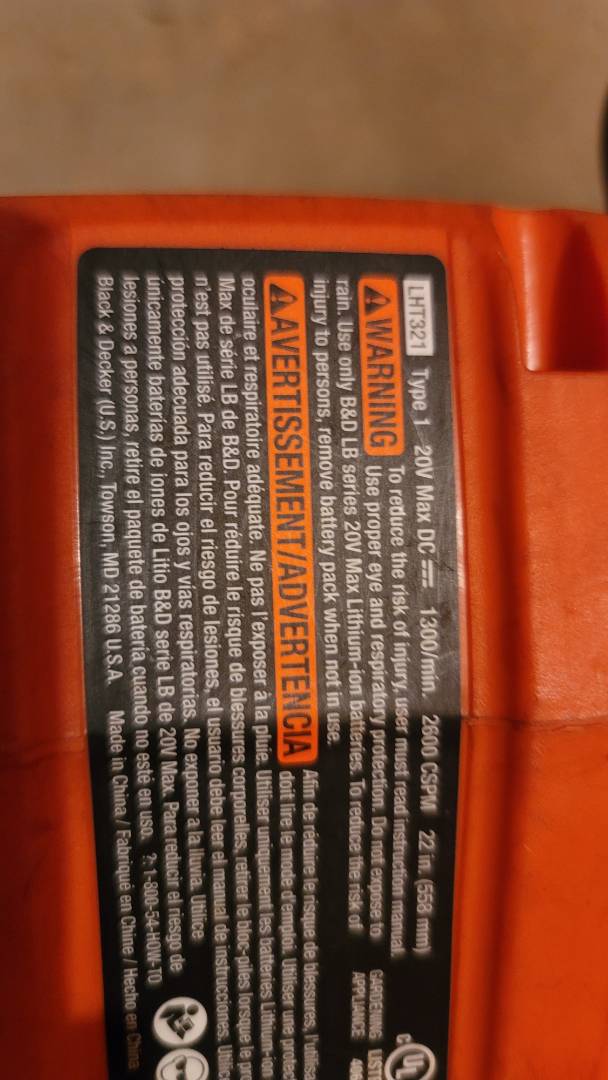 LHT321 Type 1 20V Max DC 1300/min. 2600 CSPM 22 in. (558 mm)
⚠WARNING To reduce the risk of injury, user must read instruction manual.
Use proper eye and respiratory protection. Do not expose to
rain. Use only B&D LB series 20V Max Lithium-ion batteries. To reduce the risk of
injury to persons, remove battery pack when not in use.
⚠AVERTISSEMENT/ADVERTENCIA Afin de réduire le risque de blessures,
doit lire le mode d'emploi. Utiliser une
oculaire et respiratoire adéquate. Ne pas l'exposer à la pluie. Utiliser uniquement les batteries Lithium-ion
Max de série LB de B&D. Pour réduire le risque de blessures corporelles, retirer le bloc-piles lorsque le
n'est pas utilisé. Para reducir el riesgo de lesiones, el usuario debe leer el manual de instrucciones.
protección adecuada para los ojos y vías respiratorias. No exponer a la lluvia. Utilice
únicamente baterías de iones de Litio B&D serie LB de 20V Max. Para reducir el riesgo de
lesiones a personas, retire el paquete de batería cuando no esté en uso. ?:1-800-54-HOW-TO
Black & Decker (U.S.) Inc., Towson, MD 21286 U.S.A. Made in China / Fabriqué en Chine / Hecho en China
UL
GARDENING
APPLIANCE